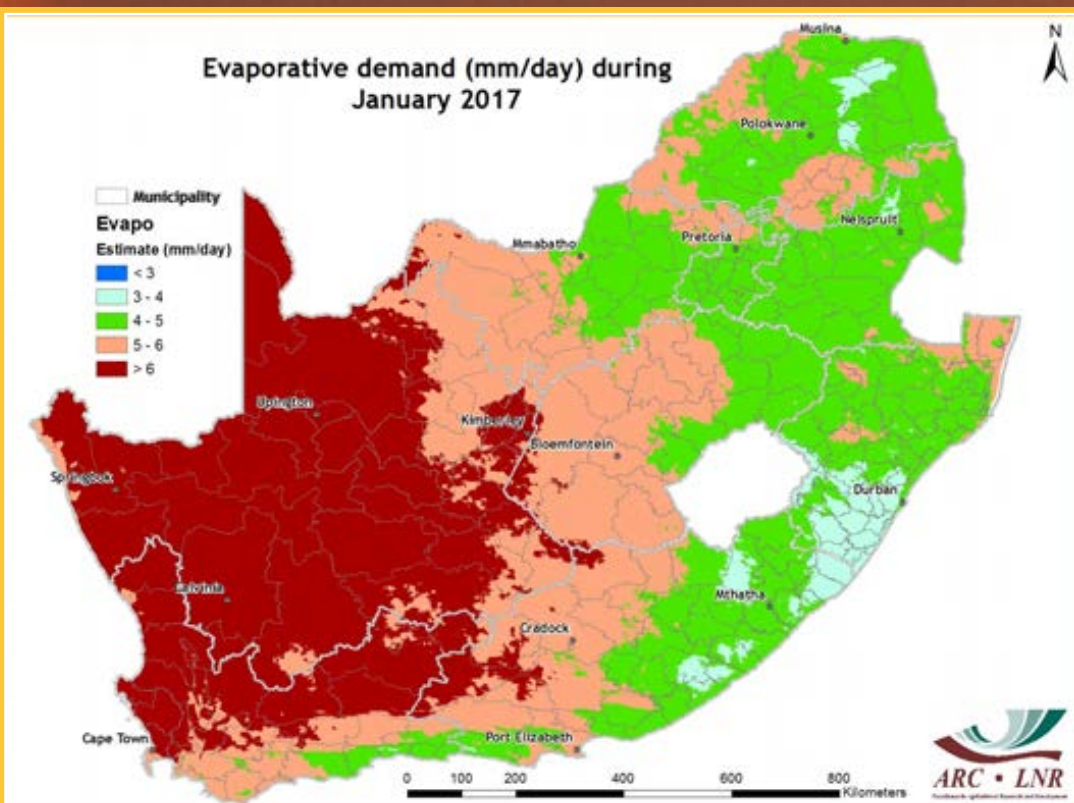 Evaporative demand (mm/day) during
January 2017
N
Municipality
Evapo
Estimate (mm/day)
< 3
3 - 4
4 - 5
5 - 6
> 6
Musina
Polokwane
Nelspruit
Pretoria
Mmabatho
Upington
Kimberley
Bloemfontein
Springbok
Durban
Calvinia
Mthatha
Cradock
Cape Town
Port Elizabeth
0 100 200 400 600 800
Kilometers
ARC • LNR